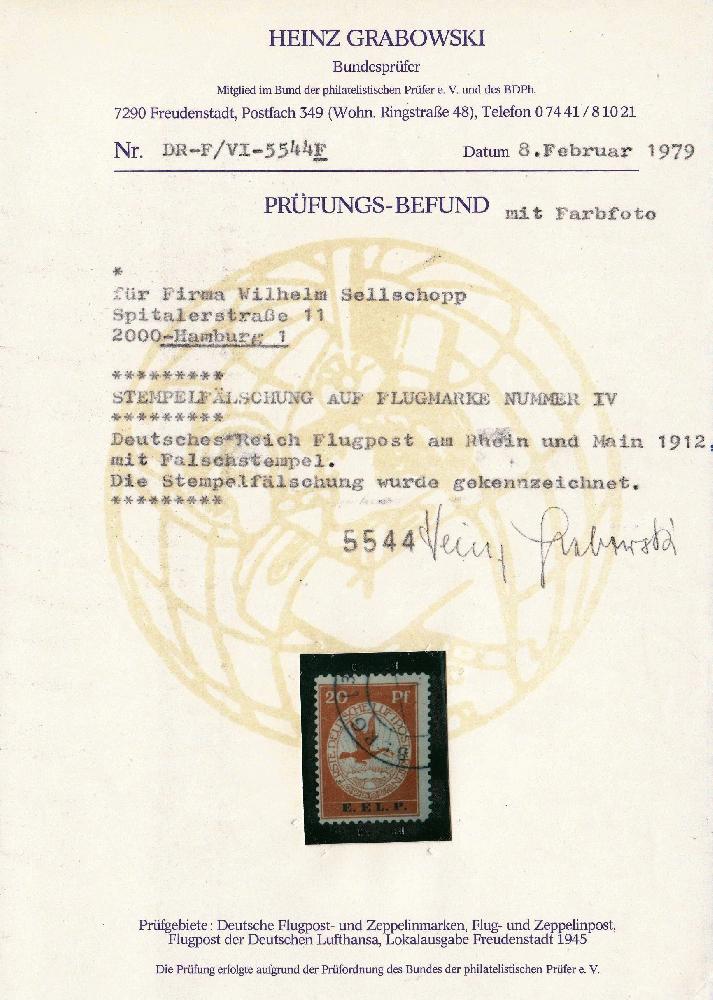 HEINZ GRABOWSKI
Bundesprüfer
Mitglied im Bund der philatelistischen Prüfer e. V. und des BDPh.
7290 Freudenstadt, Postfach 349 (Wohn. Ringstraße 48), Telefon 0 74 41 / 8 10 21
Nr. DR-F/VI-5544F Datum 8.Februar 1979
PRÜFUNGS-BEFUND mit Farbfoto
*
für Firma Wilhelm Sellschopp
Spitalerstraße 11
2000-Hamburg 1
*********
STEMPELFÄLSCHUNG AUF FLUGMARKE NUMMER IV
*********
Deutsches Reich Flugpost am Rhein und Main 1912,
mit Falschstempel.
Die Stempelfälschung wurde gekennzeichnet.
*********
5544 Heinz Grabowski
20 Pf
E. EL. P.
Prüfgebiete: Deutsche Flugpost- und Zeppelinmarken, Flug- und Zeppelinpost,
Flugpost der Deutschen Lufthansa, Lokalausgabe Freudenstadt 1945
Die Prüfung erfolgte aufgrund der Prüfordnung des Bundes der philatelistischen Prüfer e. V.